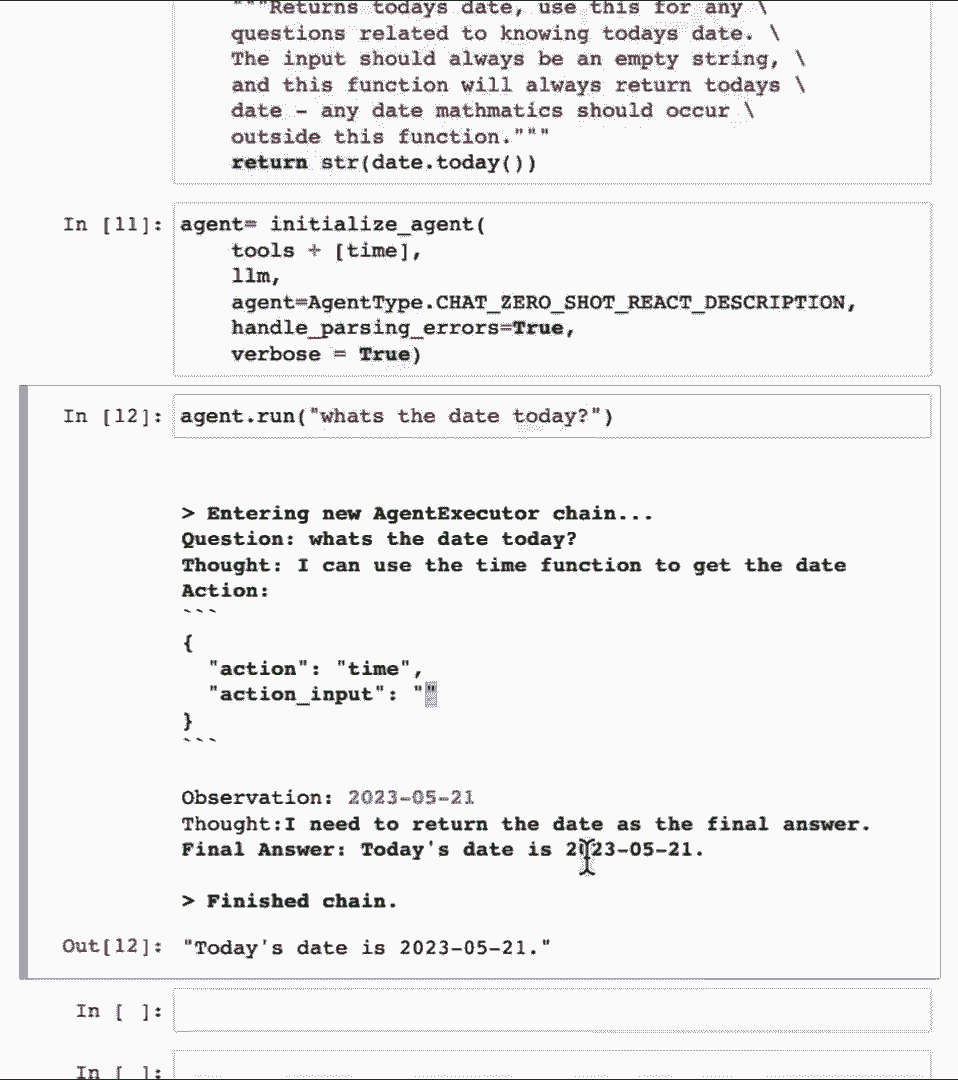 """Returns todays date, use this for any \
questions related to knowing todays date. \
The input should always be an empty string, \
and this function will always return todays \
date - any date mathmatics should occur \
outside this function."""
return str(date.today())
In [11]: agent= initialize_agent(
tools + [time],
llm,
agent=AgentType.CHAT_ZERO_SHOT_REACT_DESCRIPTION,
handle_parsing_errors=True,
verbose = True)
In [12]: agent.run("whats the date today?")
> Entering new AgentExecutor chain...
Question: whats the date today?
Thought: I can use the time function to get the date
Action:
```
{
"action": "time",
"action_input": ""
}
```
Observation: 2023-05-21
Thought:I need to return the date as the final answer.
Final Answer: Today's date is 2023-05-21.
> Finished chain.
Out[12]: "Today's date is 2023-05-21."
In [ ]:
In [ ]: